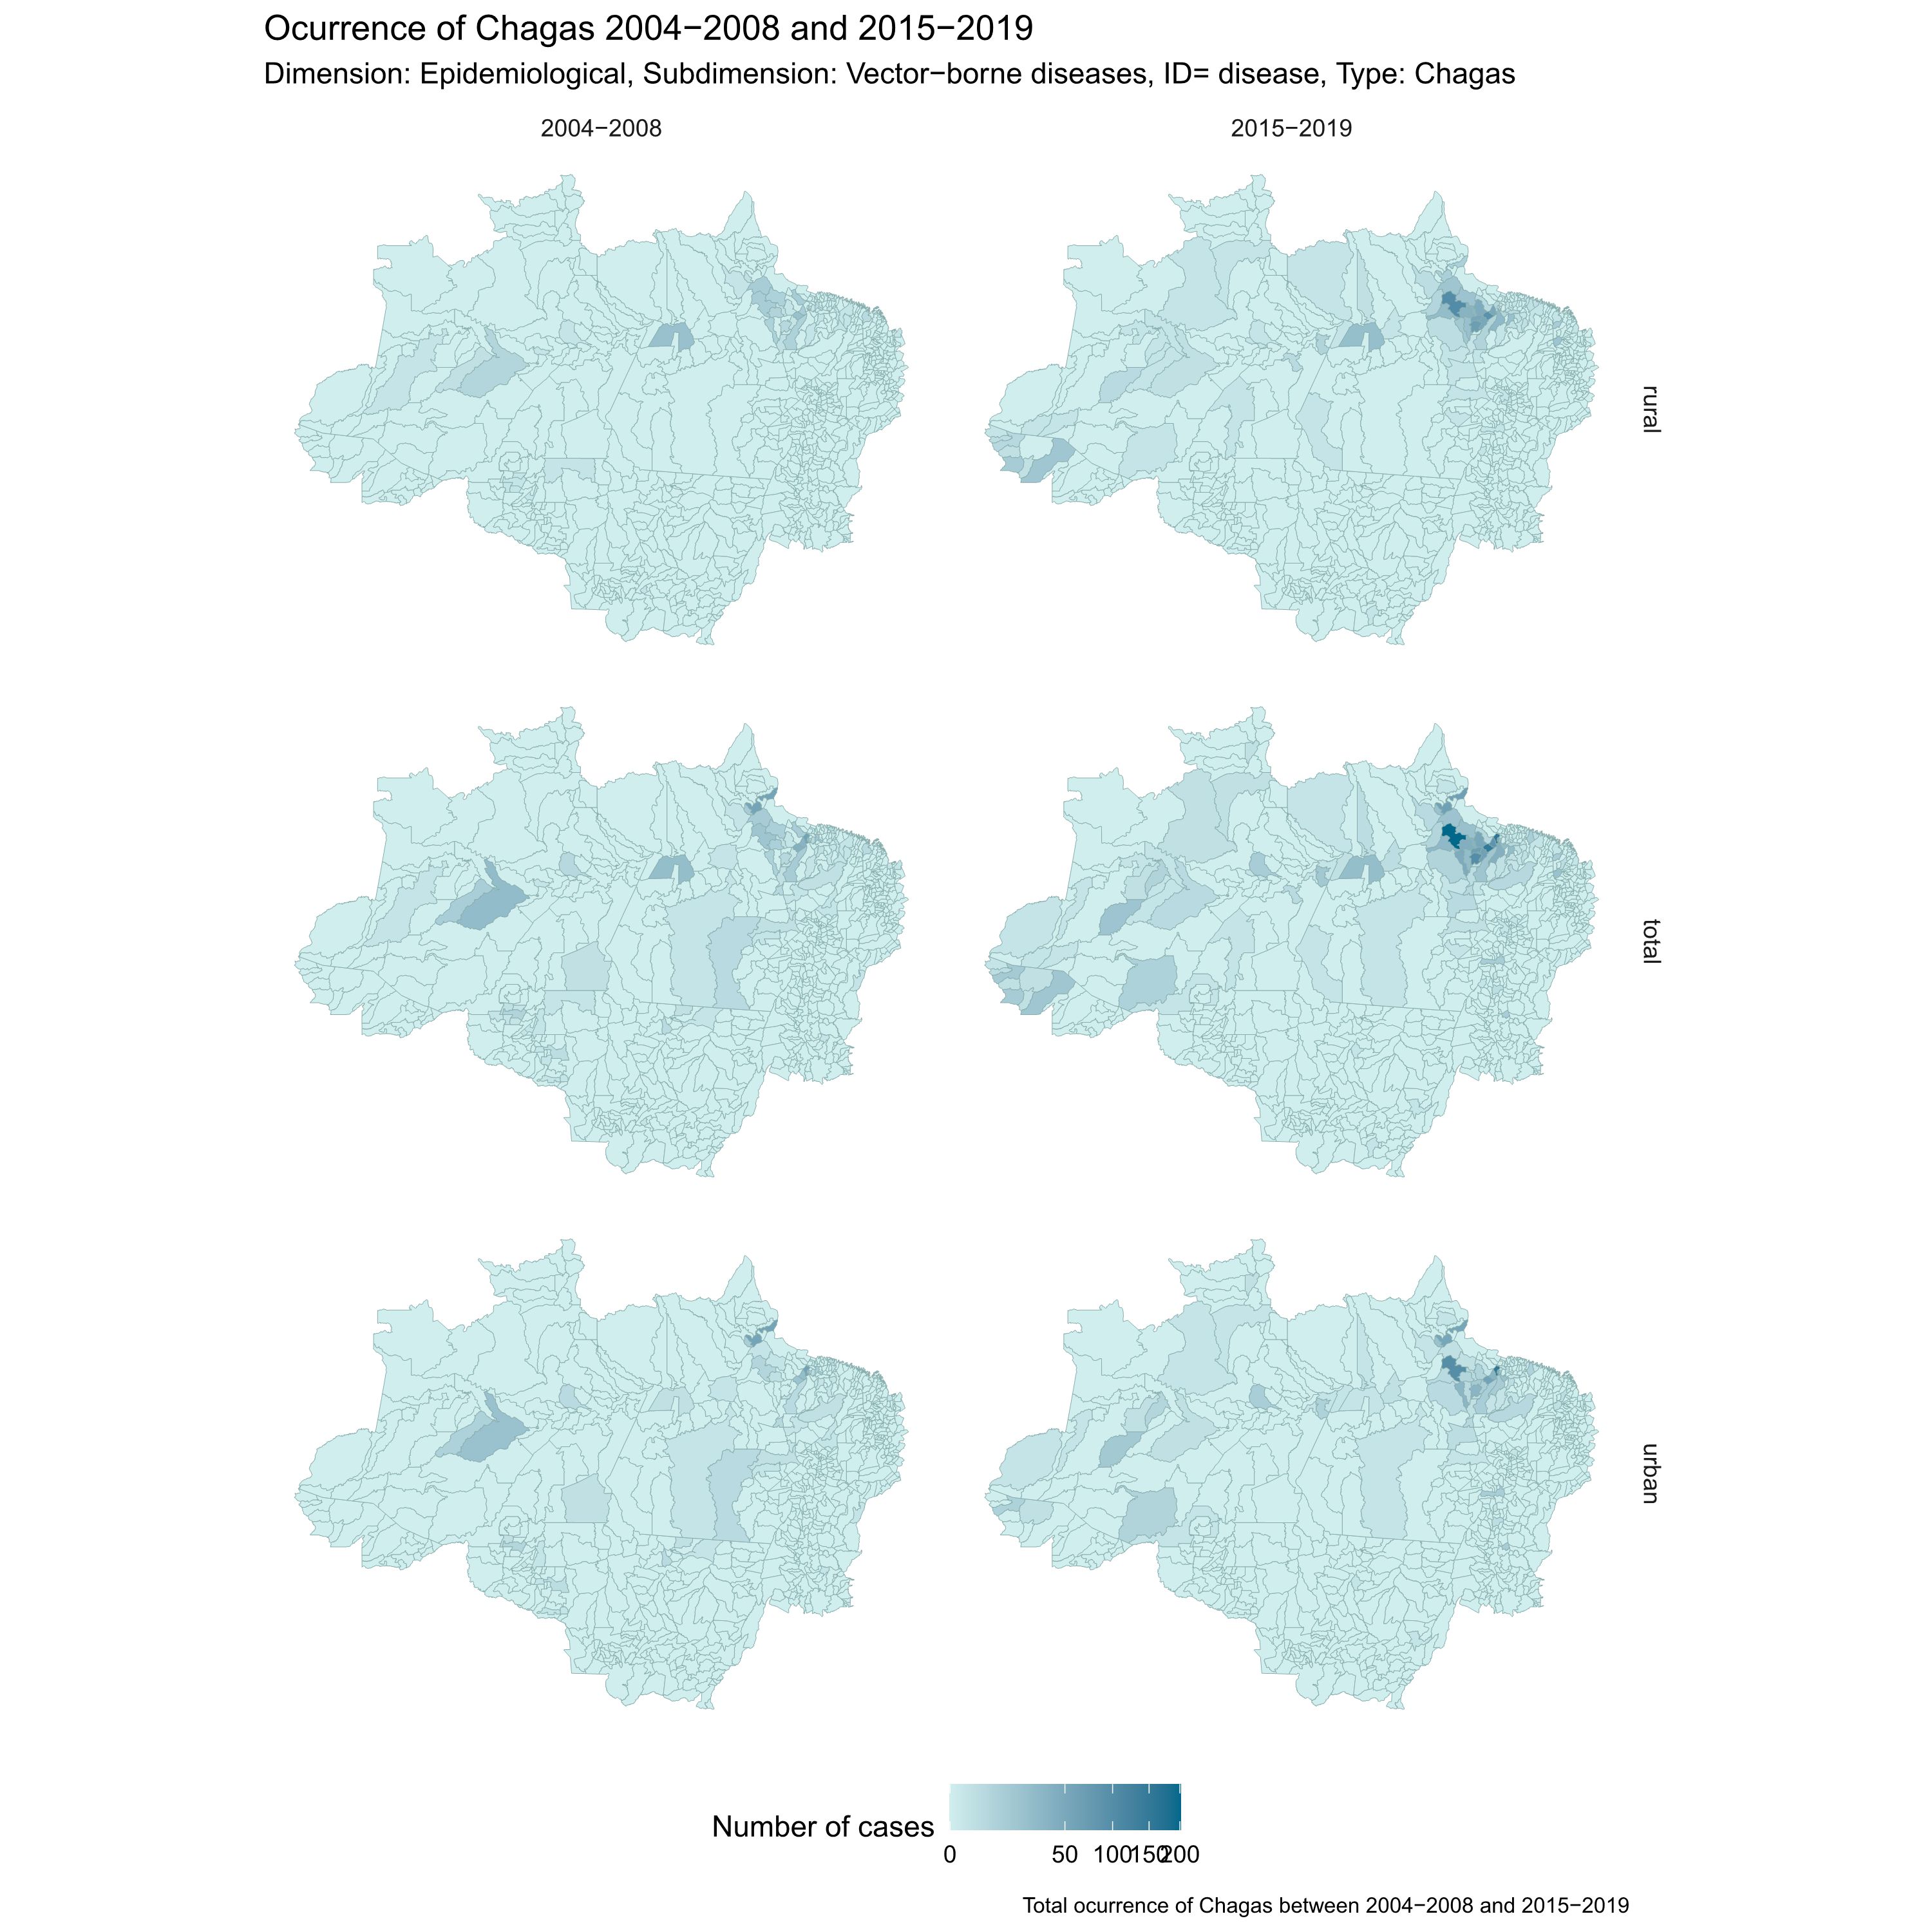 Ocurrence of Chagas 2004−2008 and 2015−2019
Dimension: Epidemiological, Subdimension: Vector−borne diseases, ID= disease, Type: Chagas
2004−2008 2015−2019
rural
total
urban
Number of cases
0 50 100 150 200
Total ocurrence of Chagas between 2004−2008 and 2015−2019